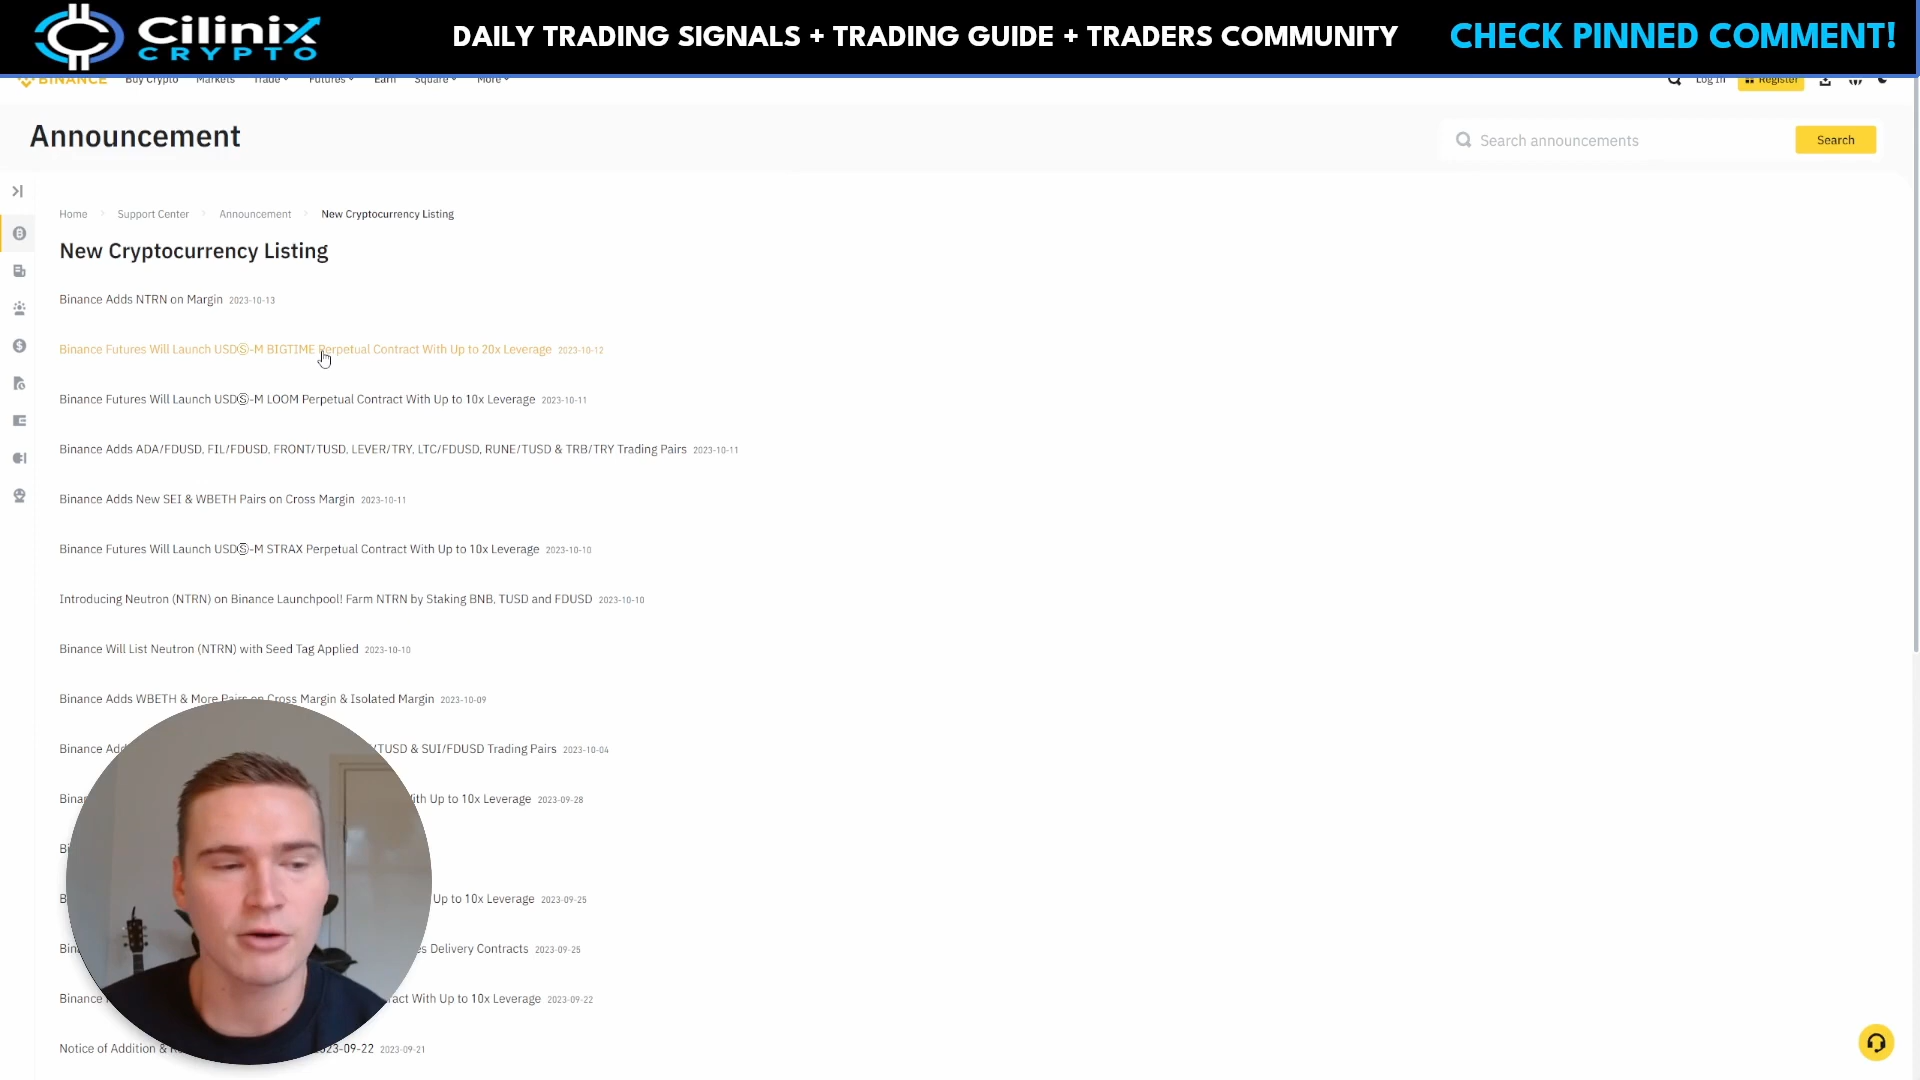 Cilinix
CRYPTO
DAILY TRADING SIGNALS + TRADING GUIDE + TRADERS COMMUNITY
CHECK PINNED COMMENT!
BINANCE Buy Crypto Markets Trade Futures Earn Square More Log In Register
Announcement
Search announcements
Search
Home Support Center Announcement New Cryptocurrency Listing
New Cryptocurrency Listing
Binance Adds NTRN on Margin 2023-10-13
Binance Futures Will Launch USDⓈ-M BIGTIME Perpetual Contract With Up to 20x Leverage 2023-10-12
Binance Futures Will Launch USDⓈ-M LOOM Perpetual Contract With Up to 10x Leverage 2023-10-11
Binance Adds ADA/FDUSD, FIL/FDUSD, FRONT/TUSD, LEVER/TRY, LTC/FDUSD, RUNE/TUSD & TRB/TRY Trading Pairs 2023-10-11
Binance Adds New SEI & WBETH Pairs on Cross Margin 2023-10-11
Binance Futures Will Launch USDⓈ-M STRAX Perpetual Contract With Up to 10x Leverage 2023-10-10
Introducing Neutron (NTRN) on Binance Launchpool! Farm NTRN by Staking BNB, TUSD and FDUSD 2023-10-10
Binance Will List Neutron (NTRN) with Seed Tag Applied 2023-10-10
Binance Adds WBETH & More Pairs on Cross Margin & Isolated Margin 2023-10-09
Binance Add /TUSD & SUI/FDUSD Trading Pairs 2023-10-04
Binan ith Up to 10x Leverage 2023-09-28
Bi
B Up to 10x Leverage 2023-09-25
Bin es Delivery Contracts 2023-09-25
Binance ract With Up to 10x Leverage 2023-09-22
Notice of Addition & 23-09-22 2023-09-21